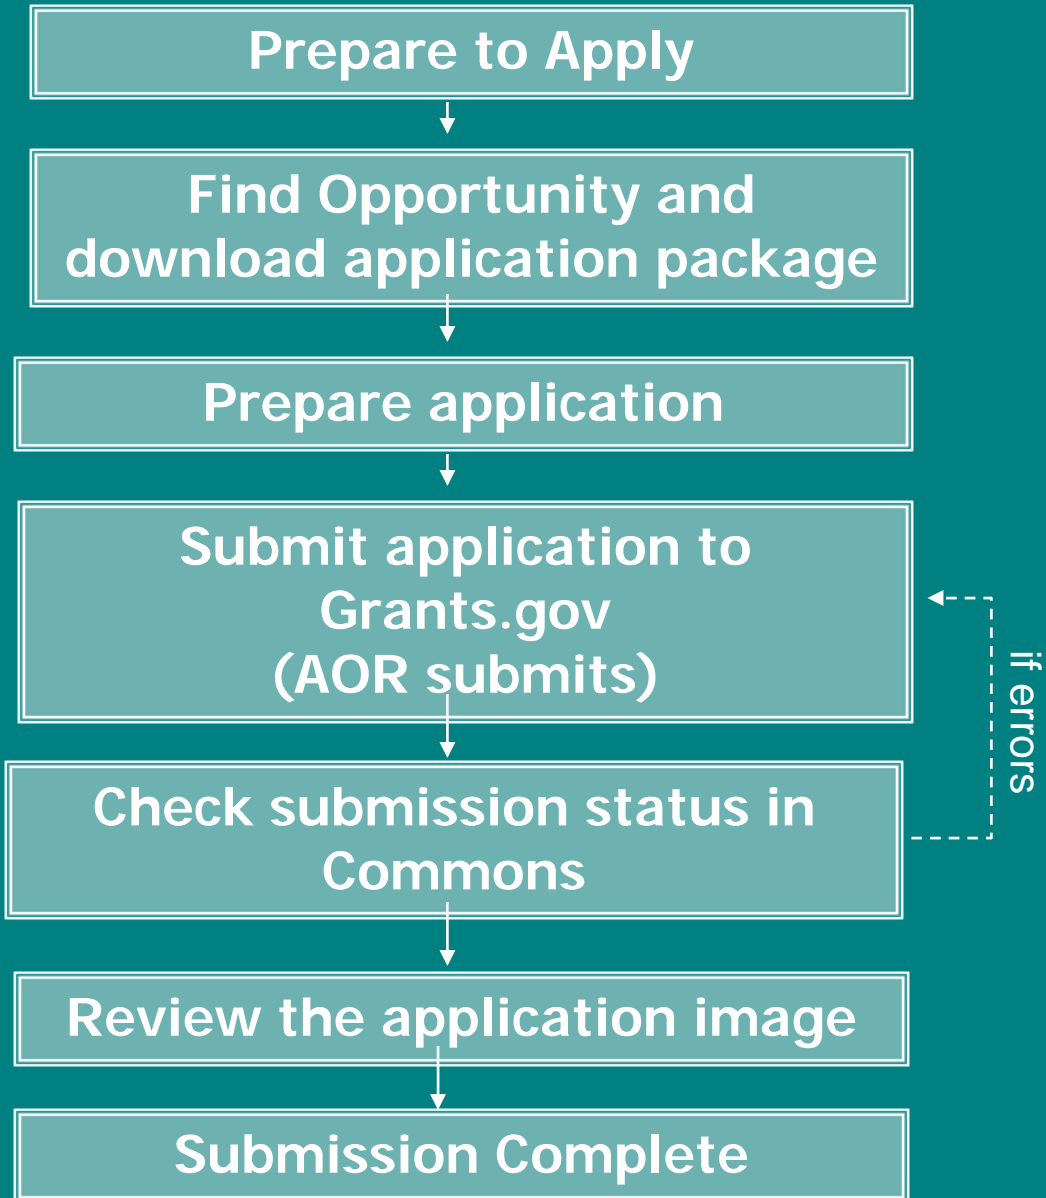 Prepare to Apply
Find Opportunity and
download application package
Prepare application
Submit application to
Grants.gov
(AOR submits)
if errors
Check submission status in
Commons
Review the application image
Submission Complete